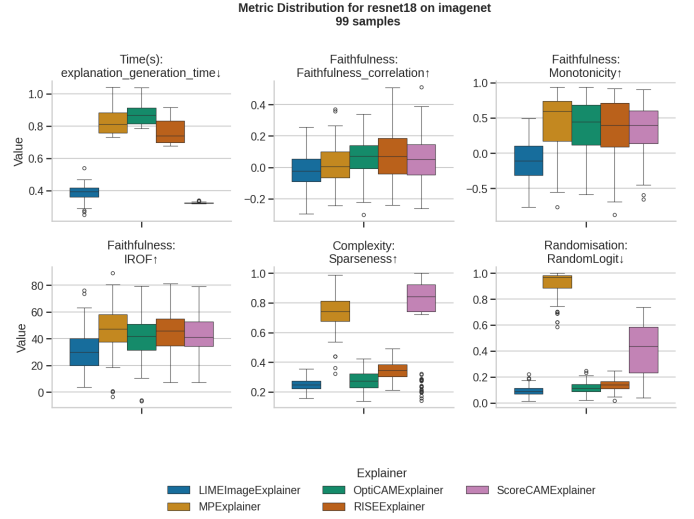 Metric Distribution for resnet18 on imagenet
99 samples
Time(s):
explanation_generation_time↓
Faithfulness:
Faithfulness_correlation↑
Faithfulness:
Monotonicity↑
Value
1.0
0.8
0.6
0.4
0.4
0.2
0.0
−0.2
1.0
0.5
0.0
−0.5
Faithfulness:
IROF↑
Complexity:
Sparseness↑
Randomisation:
RandomLogit↓
Value
80
60
40
20
0
1.0
0.8
0.6
0.4
0.2
1.0
0.8
0.6
0.4
0.2
0.0
Explainer
LIMEImageExplainer
OptiCAMExplainer
ScoreCAMExplainer
MPExplainer
RISEExplainer